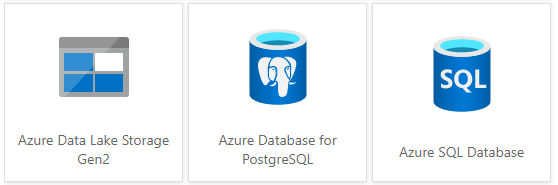 SQL
Azure Data Lake Storage
Gen2
Azure Database for
PostgreSQL
Azure SQL Database